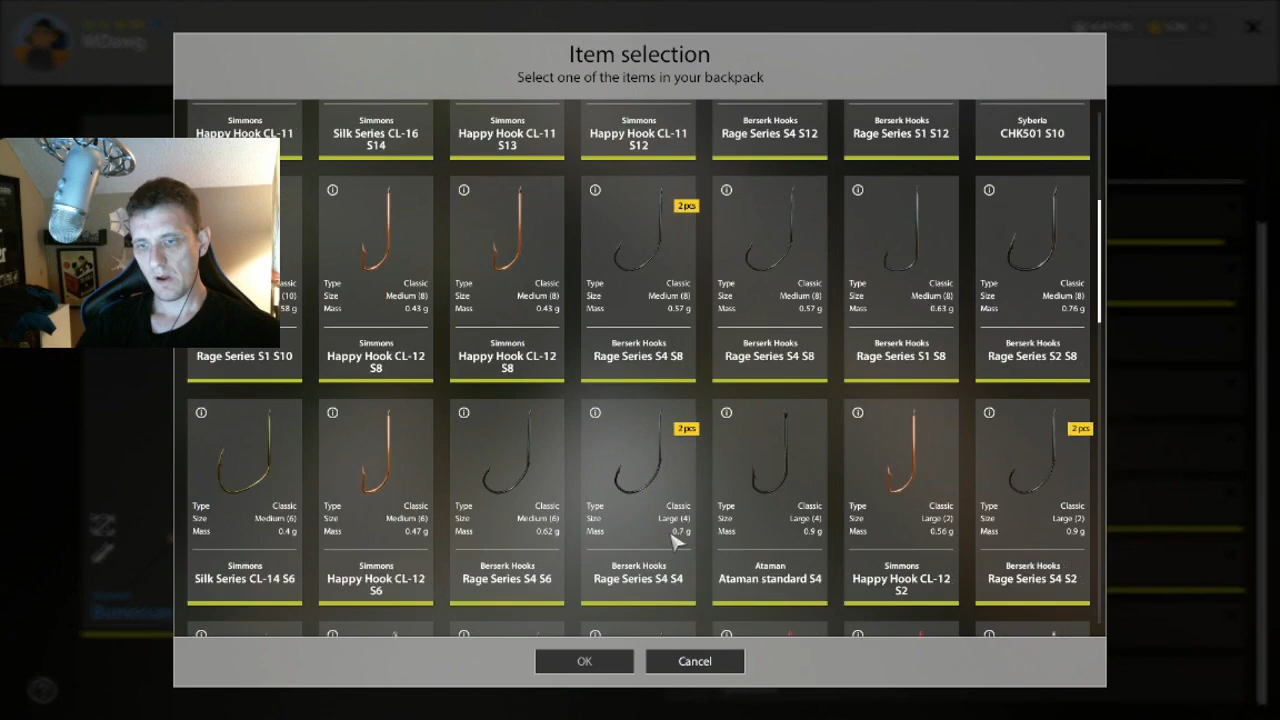 Item selection
Select one of the items in your backpack
Simmons
Happy Hook CL-11
Simmons
Silk Series CL-16
S14
Simmons
Happy Hook CL-11
S13
Simmons
Happy Hook CL-11
S12
Berserk Hooks
Rage Series S4 S12
Berserk Hooks
Rage Series S1 S12
Syberia
CHK501 S10
assic
(10)
58 g
Rage Series S1 S10
Type Classic
Size Medium (8)
Mass 0.43 g
Simmons
Happy Hook CL-12
S8
Type Classic
Size Medium (8)
Mass 0.43 g
Simmons
Happy Hook CL-12
S8
2 pcs
Type Classic
Size Medium (8)
Mass 0.57 g
Berserk Hooks
Rage Series S4 S8
Type Classic
Size Medium (8)
Mass 0.57 g
Berserk Hooks
Rage Series S4 S8
Type Classic
Size Medium (8)
Mass 0.63 g
Berserk Hooks
Rage Series S1 S8
Type Classic
Size Medium (8)
Mass 0.76 g
Berserk Hooks
Rage Series S2 S8
Type Classic
Size Medium (6)
Mass 0.4 g
Simmons
Silk Series CL-14 S6
Type Classic
Size Medium (6)
Mass 0.47 g
Simmons
Happy Hook CL-12
S6
Type Classic
Size Medium (6)
Mass 0.62 g
Berserk Hooks
Rage Series S4 S6
2 pcs
Type Classic
Size Large (4)
Mass 0.7 g
Berserk Hooks
Rage Series S4 S4
Type Classic
Size Large (4)
Mass 0.9 g
Ataman
Ataman standard S4
Type Classic
Size Large (2)
Mass 0.56 g
Simmons
Happy Hook CL-12
S2
2 pcs
Type Classic
Size Large (2)
Mass 0.9 g
Berserk Hooks
Rage Series S4 S2
OK
Cancel